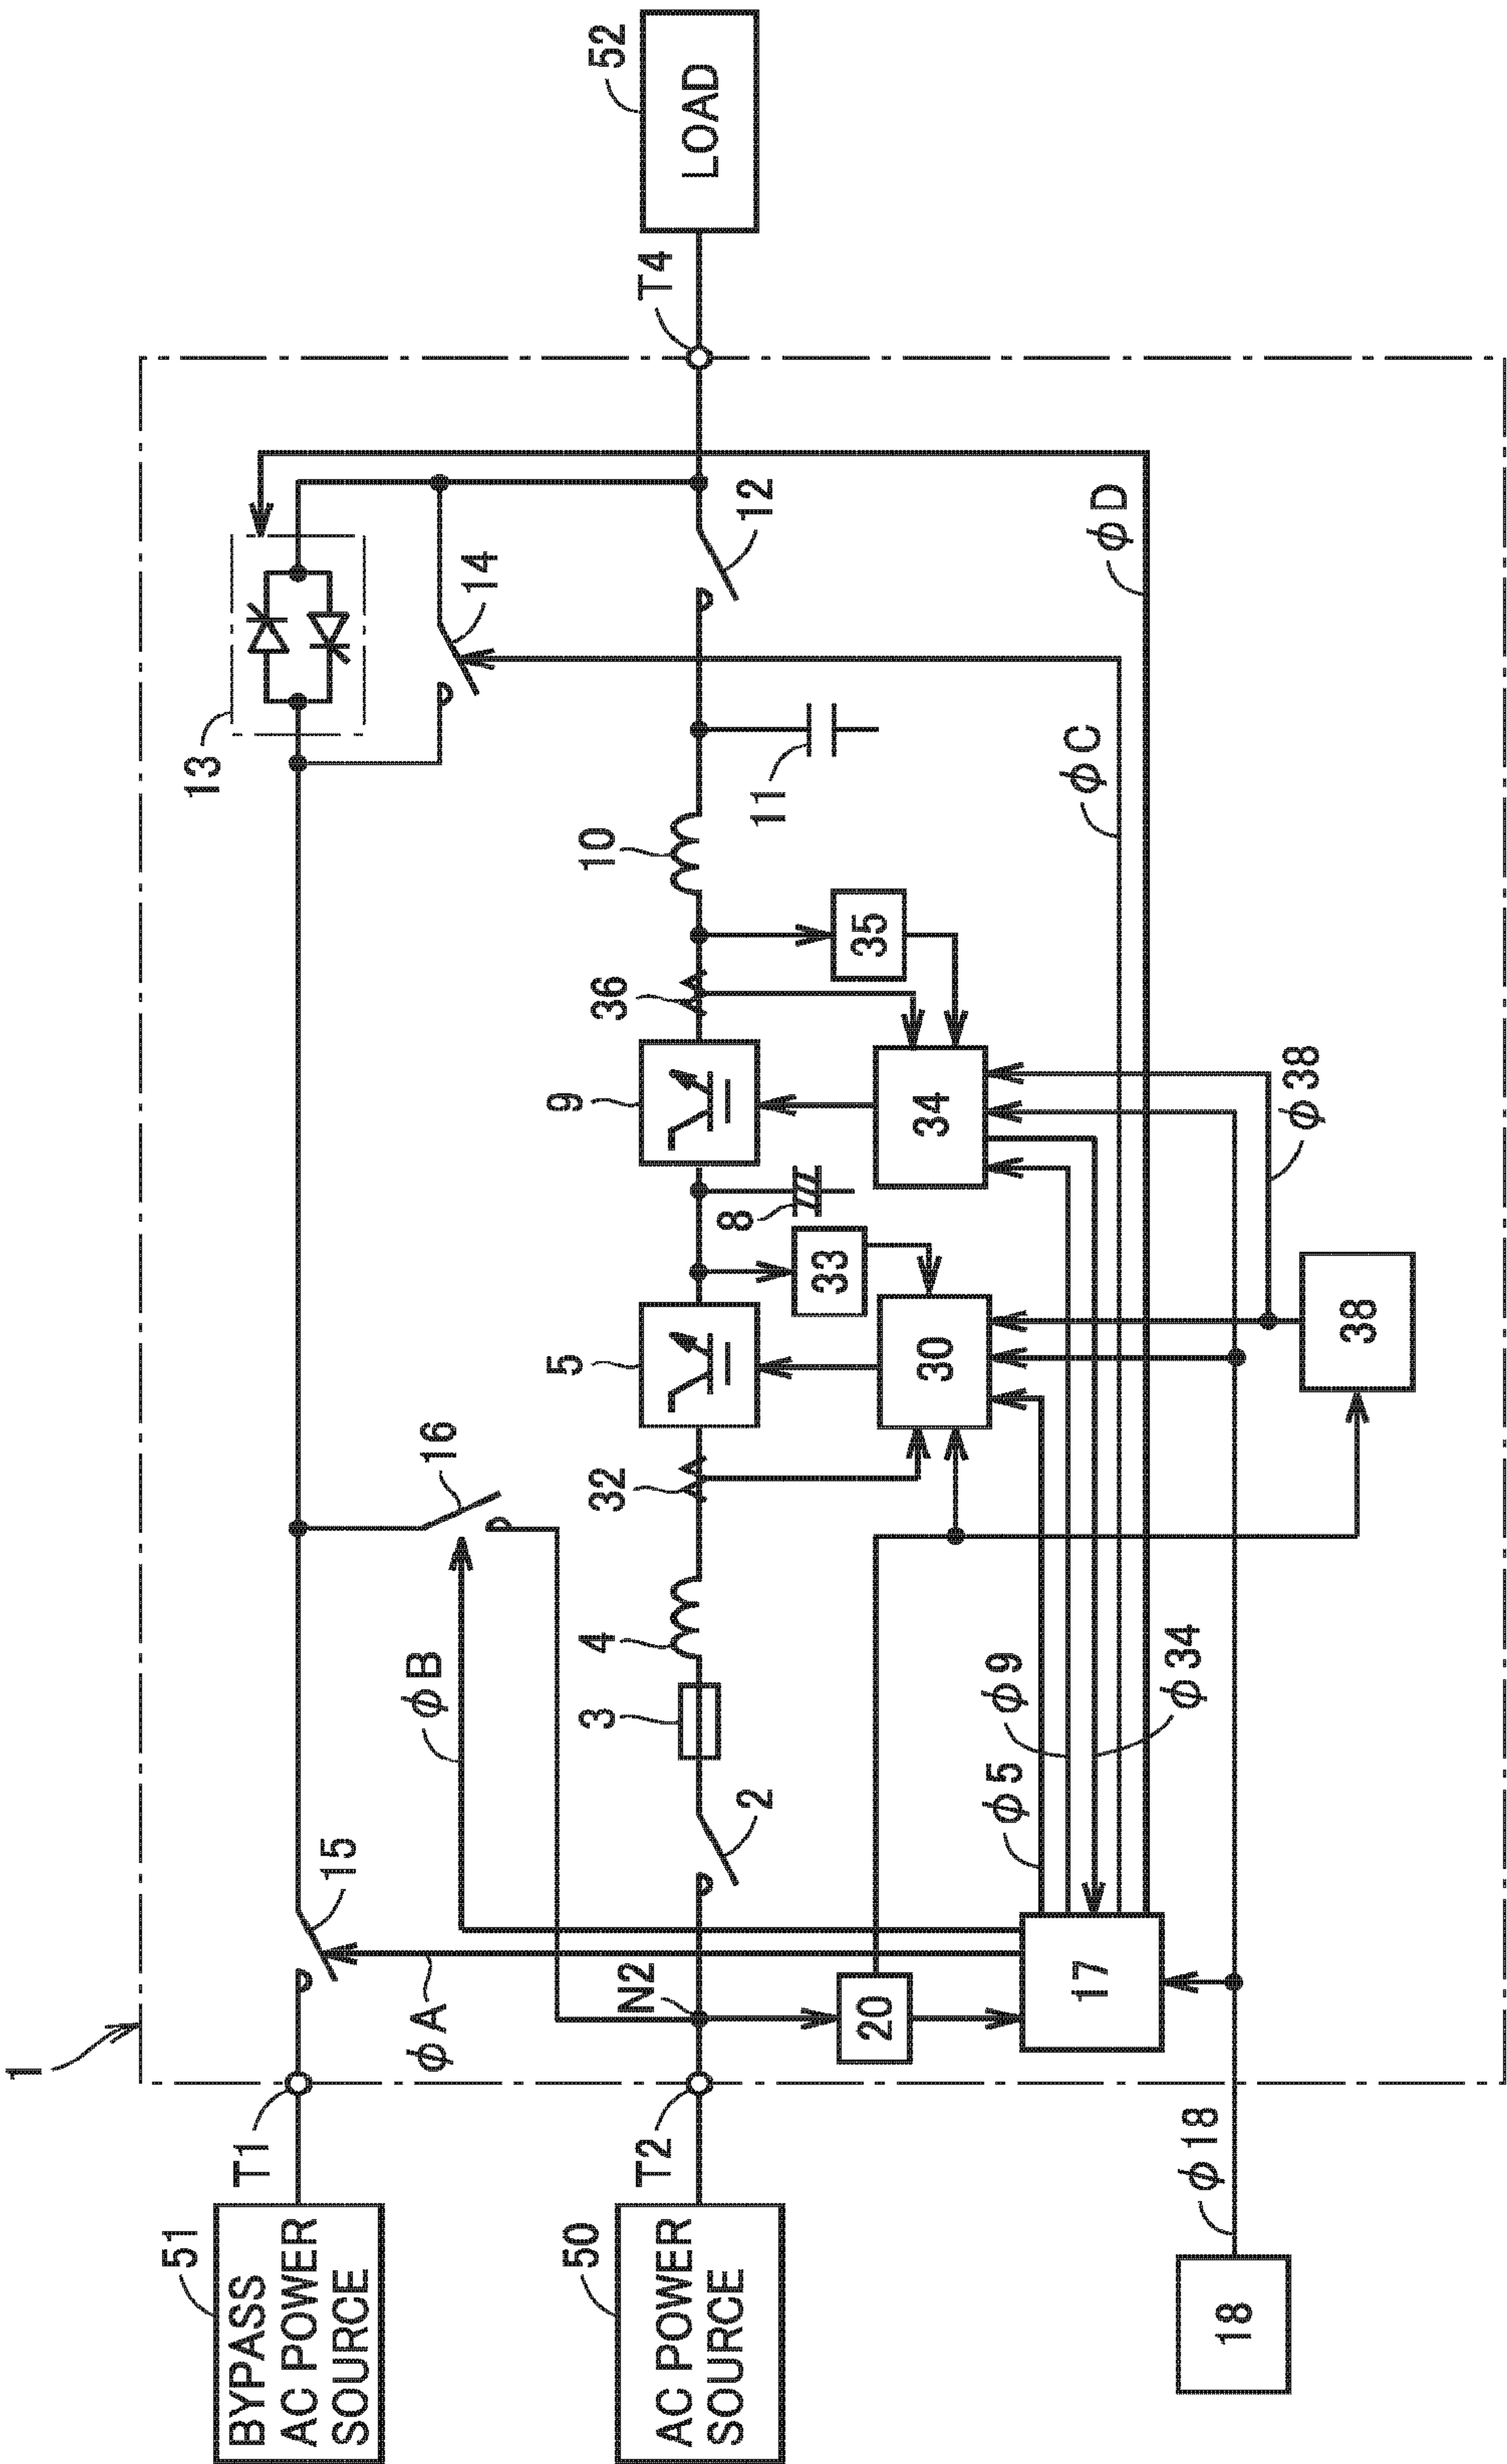 1
51
BYPASS
AC POWER
SOURCE
T1
15
φA
φB
16
13
14
50
AC POWER
SOURCE
T2
N2
2
3
4
32
5
8
9
36
10
11
12
T4
52
LOAD
20
33
35
30
34
17
φ5
φ9
φ34
φC
φD
38
φ38
18
φ18